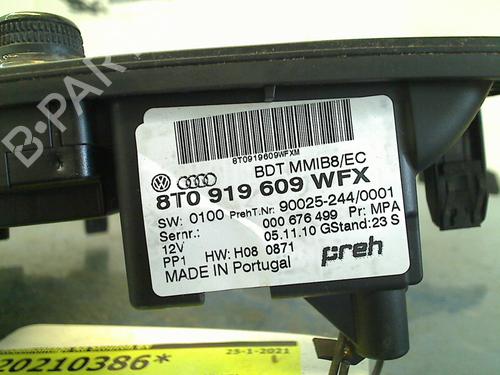 B-PARTS
8T0919609WFXM
BDT MMIB8/EC
8T0 919 609 WFX
SW: 0100 PrehT.Nr: 90025-244/0001
Sernr.: 000 676 499 Pr: MPA
12V 05.11.10 GStand: 23 S
PP1 HW: H08 0871
MADE IN Portugal preh
23-1-2021
20210386*